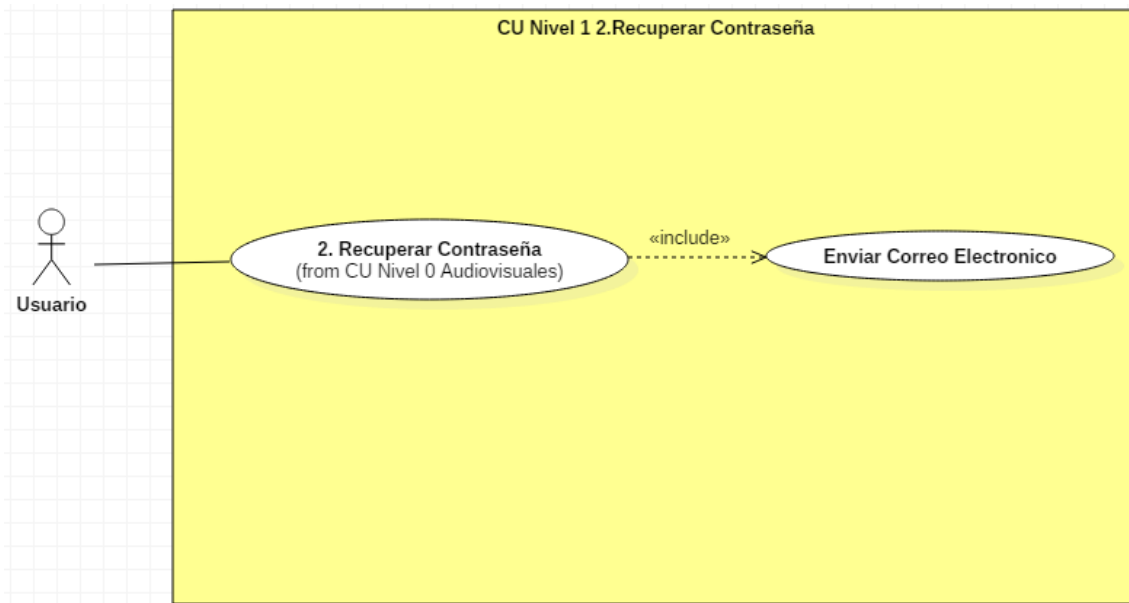 CU Nivel 1 2.Recuperar Contraseña
Usuario
2. Recuperar Contraseña
(from CU Nivel 0 Audiovisuales)
«include»
Enviar Correo Electronico